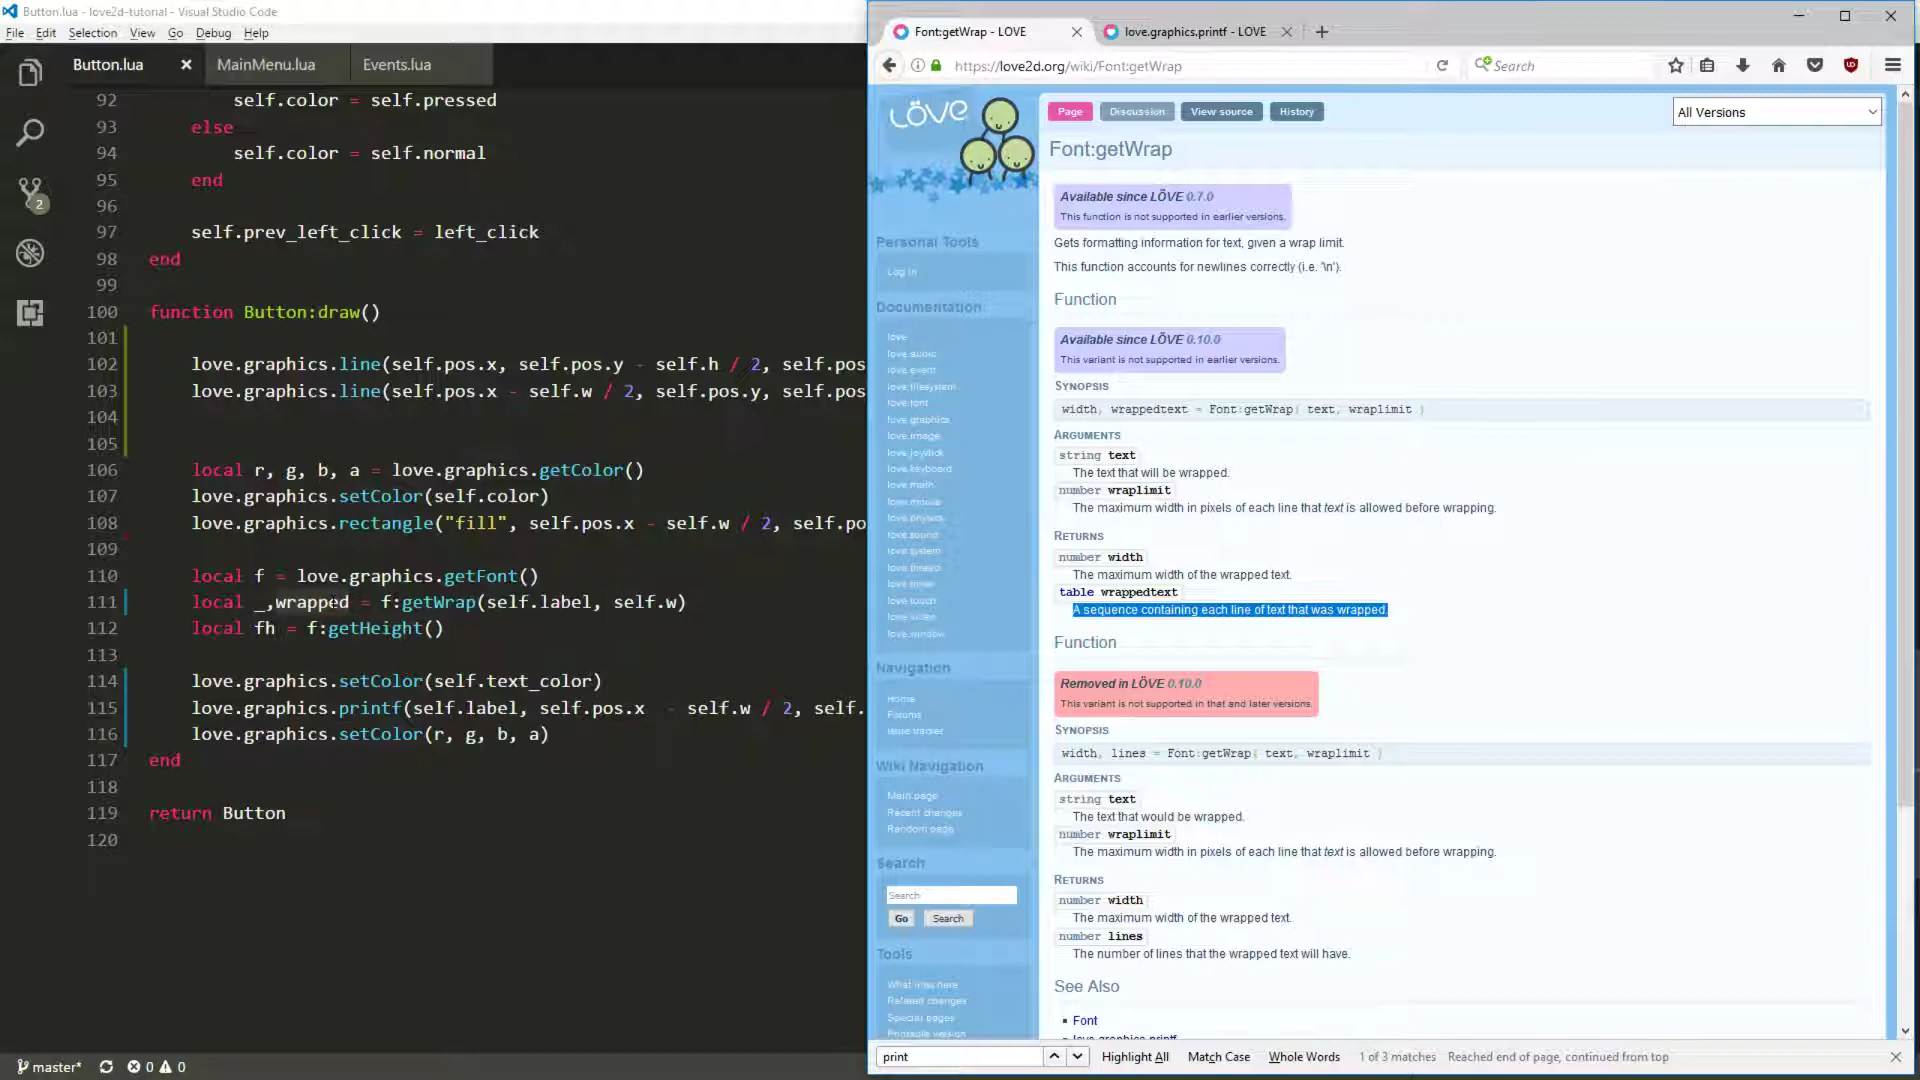 Button.lua - love2d-tutorial - Visual Studio Code
File Edit Selection View Go Debug Help
Button.lua × MainMenu.lua Events.lua
2
92 self.color = self.pressed
93 else
94 self.color = self.normal
95 end
96
97 self.prev_left_click = left_click
98 end
99
100 function Button:draw()
101
102 love.graphics.line(self.pos.x, self.pos.y - self.h / 2, self.pos
103 love.graphics.line(self.pos.x - self.w / 2, self.pos.y, self.pos
104
105
106 local r, g, b, a = love.graphics.getColor()
107 love.graphics.setColor(self.color)
108 love.graphics.rectangle("fill", self.pos.x - self.w / 2, self.po
109
110 local f = love.graphics.getFont()
111 local _,wrapped = f:getWrap(self.label, self.w)
112 local fh = f:getHeight()
113
114 love.graphics.setColor(self.text_color)
115 love.graphics.printf(self.label, self.pos.x  - self.w / 2, self.
116 love.graphics.setColor(r, g, b, a)
117 end
118
119 return Button
120
master* 0 0
Font:getWrap - LOVE × love.graphics.printf - LOVE × +
https://love2d.org/wiki/Font:getWrap
Search
LÖVE
Page Discussion View source History
All Versions
Font:getWrap
Available since LÖVE 0.7.0
This function is not supported in earlier versions.
Gets formatting information for text, given a wrap limit.
This function accounts for newlines correctly (i.e. '\n').
Function
Available since LÖVE 0.10.0
This variant is not supported in earlier versions.
SYNOPSIS
width, wrappedtext = Font:getWrap( text, wraplimit )
ARGUMENTS
string text
The text that will be wrapped.
number wraplimit
The maximum width in pixels of each line that text is allowed before wrapping.
RETURNS
number width
The maximum width of the wrapped text.
table wrappedtext
A sequence containing each line of text that was wrapped.
Function
Removed in LÖVE 0.10.0
This variant is not supported in that and later versions.
SYNOPSIS
width, lines = Font:getWrap( text, wraplimit )
ARGUMENTS
string text
The text that would be wrapped.
number wraplimit
The maximum width in pixels of each line that text is allowed before wrapping.
RETURNS
number width
The maximum width of the wrapped text.
number lines
The number of lines that the wrapped text will have.
See Also
Font
love.graphics.printf
Personal Tools
Log in
Documentation
love
love.audio
love.event
love.filesystem
love.font
love.graphics
love.image
love.joystick
love.keyboard
love.math
love.mouse
love.physics
love.sound
love.system
love.thread
love.timer
love.touch
love.video
love.window
Navigation
Home
Forums
Issue tracker
Wiki Navigation
Main page
Recent changes
Random page
Search
Search
Go Search
Tools
What links here
Related changes
Special pages
Printable version
print
Highlight All Match Case Whole Words 1 of 3 matches Reached end of page, continued from top